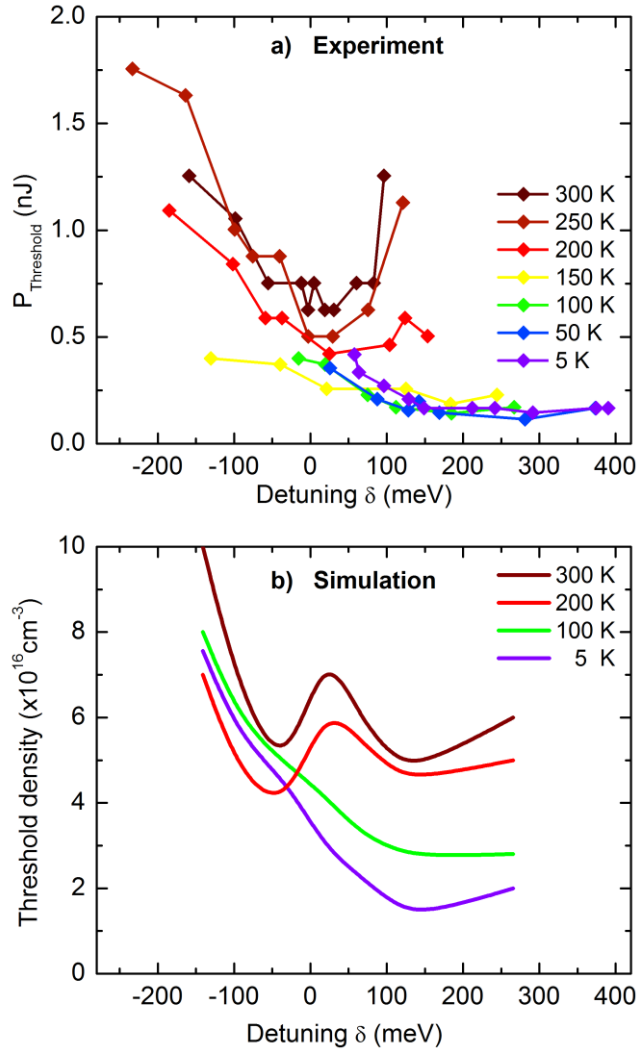 a) Experiment
P_Threshold (nJ)
2.0
1.5
1.0
0.5
0.0
300 K
250 K
200 K
150 K
100 K
50 K
5 K
-200 -100 0 100 200 300 400
Detuning δ (meV)
b) Simulation
Threshold density (x10^16 cm^-3)
10
8
6
4
2
0
300 K
200 K
100 K
5 K
-200 -100 0 100 200 300 400
Detuning δ (meV)